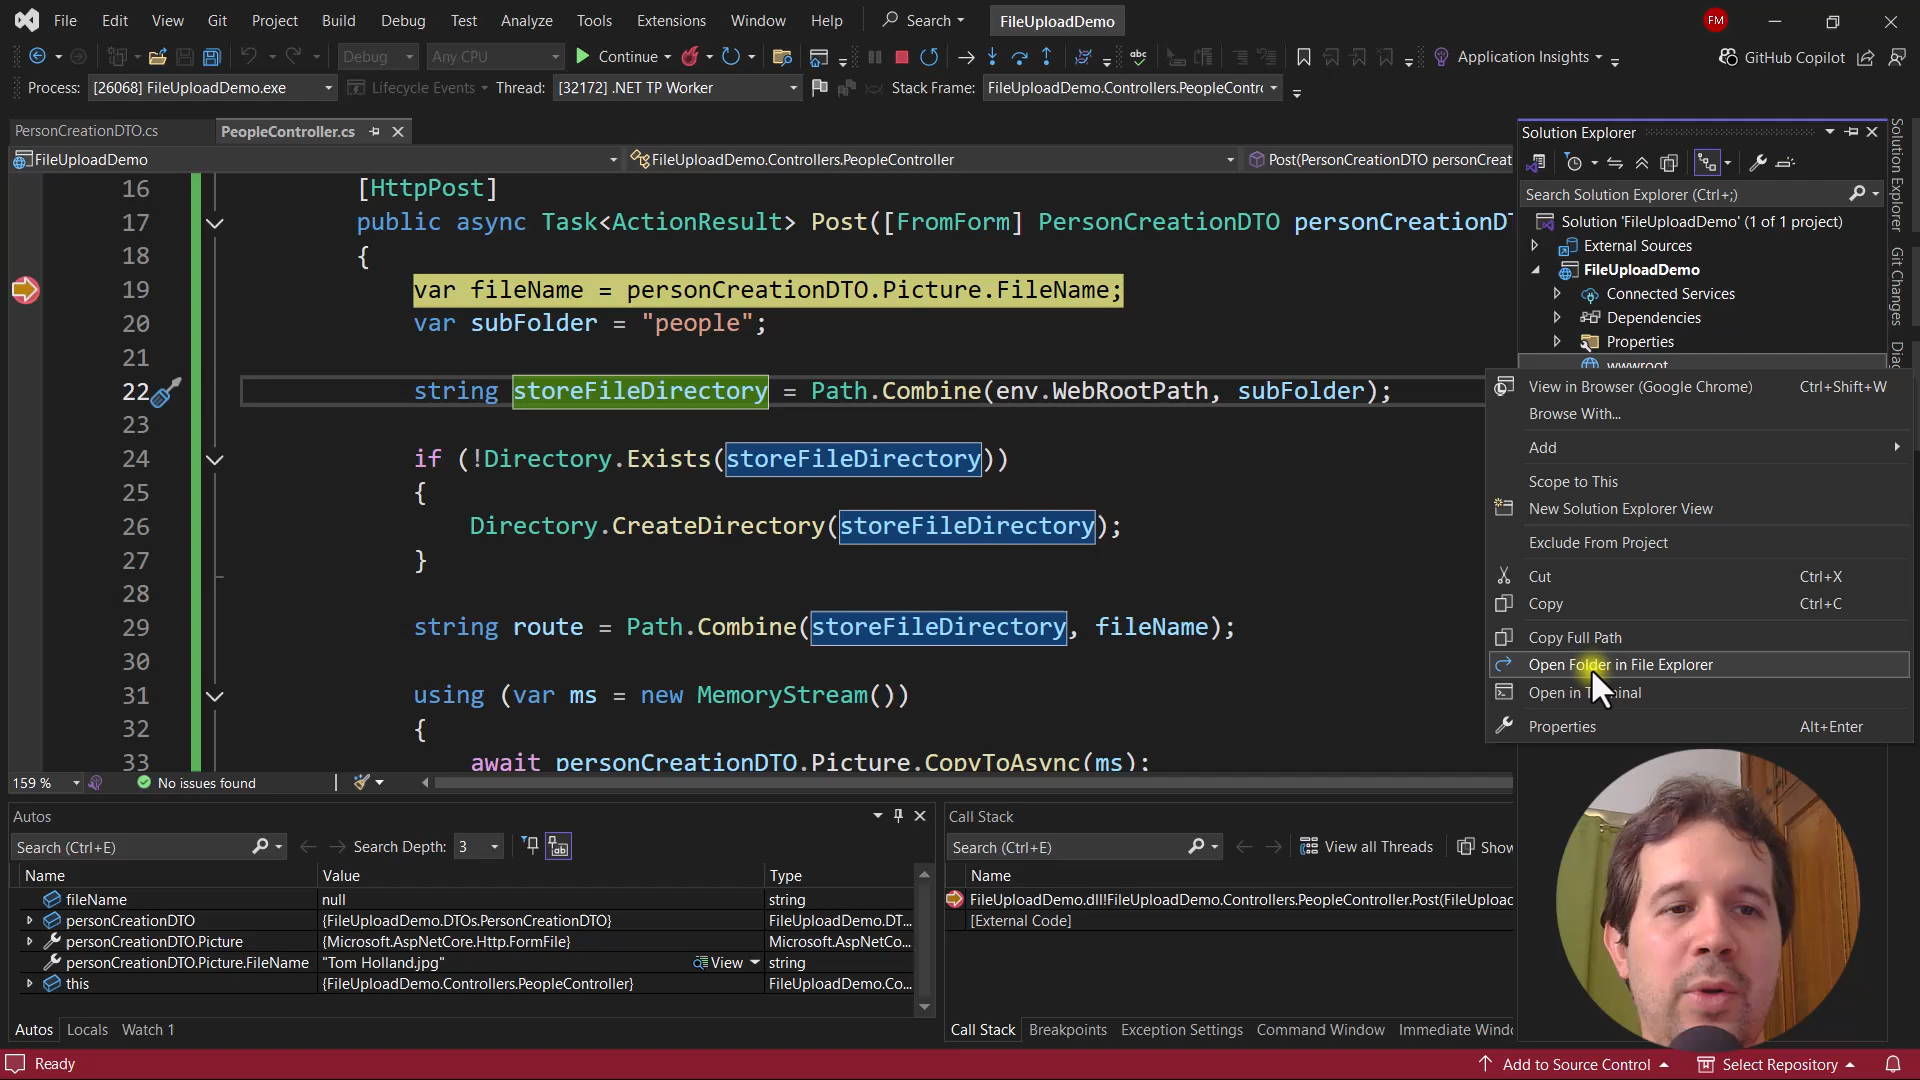 File Edit View Git Project Build Debug Test Analyze Tools Extensions Window Help Search FileUploadDemo FM
Debug Any CPU Continue Application Insights GitHub Copilot
Process: [26068] FileUploadDemo.exe Lifecycle Events Thread: [32172] .NET TP Worker Stack Frame: FileUploadDemo.Controllers.PeopleContro
PersonCreationDTO.cs PeopleController.cs
FileUploadDemo FileUploadDemo.Controllers.PeopleController Post(PersonCreationDTO personCreat
16 [HttpPost]
17 public async Task<ActionResult> Post([FromForm] PersonCreationDTO personCreationDT
18 {
19 var fileName = personCreationDTO.Picture.FileName;
20 var subFolder = "people";
21
22 string storeFileDirectory = Path.Combine(env.WebRootPath, subFolder);
23
24 if (!Directory.Exists(storeFileDirectory))
25 {
26 Directory.CreateDirectory(storeFileDirectory);
27 }
28
29 string route = Path.Combine(storeFileDirectory, fileName);
30
31 using (var ms = new MemoryStream())
32 {
33 await personCreationDTO.Picture.CopyToAsync(ms);
159 % No issues found
Solution Explorer
Search Solution Explorer (Ctrl+;)
Solution 'FileUploadDemo' (1 of 1 project)
External Sources
FileUploadDemo
Connected Services
Dependencies
Properties
wwwroot
Solution Explorer
Git Changes
View in Browser (Google Chrome) Ctrl+Shift+W
Browse With...
Add
Scope to This
New Solution Explorer View
Exclude From Project
Cut Ctrl+X
Copy Ctrl+C
Copy Full Path
Open Folder in File Explorer
Open in
Properties Alt+Enter
Autos
Search (Ctrl+E) Search Depth: 3
Name Value Type
fileName null string
personCreationDTO {FileUploadDemo.DTOs.PersonCreationDTO} FileUploadDemo.DT...
personCreationDTO.Picture {Microsoft.AspNetCore.Http.FormFile} Microsoft.AspNetCo...
personCreationDTO.Picture.FileName "Tom Holland.jpg" View string
this {FileUploadDemo.Controllers.PeopleController} FileUploadDemo.Co...
Autos Locals Watch 1
Call Stack
Search (Ctrl+E) View all Threads Show
Name
FileUploadDemo.dll!FileUploadDemo.Controllers.PeopleController.Post(FileUploac
[External Code]
Call Stack Breakpoints Exception Settings Command Window Immediate Windo
Ready Add to Source Control Select Repository